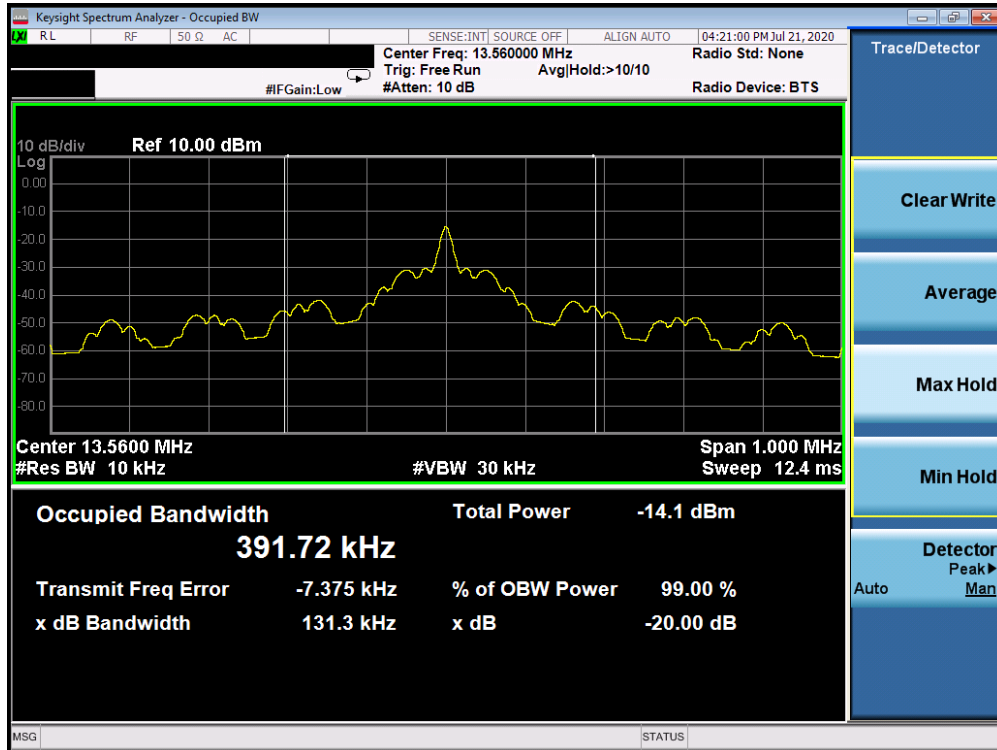 Keysight Spectrum Analyzer - Occupied BW
LXI RL RF 50 Ω AC SENSE:INT SOURCE OFF ALIGN AUTO 04:21:00 PM Jul 21, 2020
Center Freq: 13.560000 MHz Radio Std: None
Trig: Free Run Avg|Hold:>10/10
#IFGain:Low #Atten: 10 dB Radio Device: BTS
Trace/Detector
10 dB/div Ref 10.00 dBm
Log
0.00
-10.0
-20.0
-30.0
-40.0
-50.0
-60.0
-70.0
-80.0
Center 13.5600 MHz Span 1.000 MHz
#Res BW 10 kHz #VBW 30 kHz Sweep 12.4 ms
Occupied Bandwidth Total Power -14.1 dBm
391.72 kHz
Transmit Freq Error -7.375 kHz % of OBW Power 99.00 %
x dB Bandwidth 131.3 kHz x dB -20.00 dB
Clear Write
Average
Max Hold
Min Hold
Detector
Peak▶
Auto Man
MSG STATUS